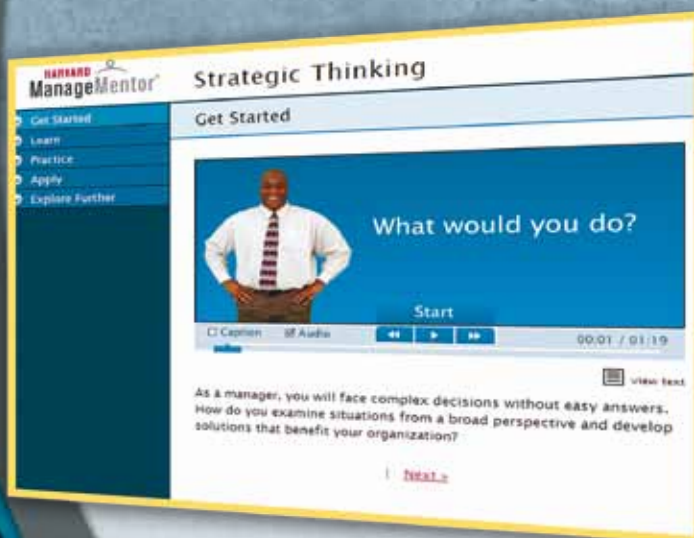 HARVARD
ManageMentor
Strategic Thinking
Get Started
Learn
Practice
Apply
Explore Further
Get Started
What would you do?
Start
Caption Audio 00:01 / 01:19
view text
As a manager, you will face complex decisions without easy answers.
How do you examine situations from a broad perspective and develop
solutions that benefit your organization?
| Next >